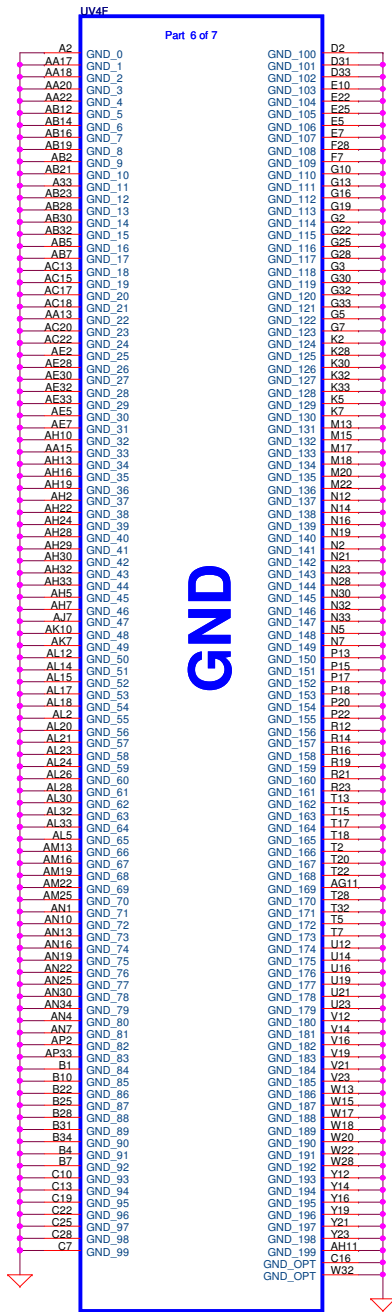 UV4F
Part 6 of 7
A2 GND_0 GND_100 D2
AA17 GND_1 GND_101 D31
AA18 GND_2 GND_102 D33
AA20 GND_3 GND_103 E10
AA22 GND_4 GND_104 E22
AB12 GND_5 GND_105 E25
AB14 GND_6 GND_106 E5
AB16 GND_7 GND_107 E7
AB19 GND_8 GND_108 F28
AB2 GND_9 GND_109 F7
AB21 GND_10 GND_110 G10
A33 GND_11 GND_111 G13
AB23 GND_12 GND_112 G16
AB28 GND_13 GND_113 G19
AB30 GND_14 GND_114 G2
AB32 GND_15 GND_115 G22
AB5 GND_16 GND_116 G25
AB7 GND_17 GND_117 G28
AC13 GND_18 GND_118 G3
AC15 GND_19 GND_119 G30
AC17 GND_20 GND_120 G32
AC18 GND_21 GND_121 G33
AA13 GND_22 GND_122 G5
AC20 GND_23 GND_123 G7
AC22 GND_24 GND_124 K2
AE2 GND_25 GND_125 K28
AE28 GND_26 GND_126 K30
AE30 GND_27 GND_127 K32
AE32 GND_28 GND_128 K33
AE33 GND_29 GND_129 K5
AE5 GND_30 GND_130 K7
AE7 GND_31 GND_131 M13
AH10 GND_32 GND_132 M15
AA15 GND_33 GND_133 M17
AH13 GND_34 GND_134 M18
AH16 GND_35 GND_135 M20
AH19 GND_36 GND_136 M22
AH2 GND_37 GND_137 N12
AH22 GND_38 GND_138 N14
AH24 GND_39 GND_139 N16
AH28 GND_40 GND_140 N19
AH29 GND_41 GND_141 N2
AH30 GND_42 GND_142 N21
AH32 GND_43 GND_143 N23
AH33 GND_44 GND_144 N28
AH5 GND_45 GND_145 N30
AH7 GND_46 GND_146 N32
AJ7 GND_47 GND_147 N33
AK10 GND_48 GND_148 N5
AK7 GND_49 GND_149 N7
AL12 GND_50 GND_150 P13
AL14 GND_51 GND_151 P15
AL15 GND_52 GND_152 P17
AL17 GND_53 GND_153 P18
AL18 GND_54 GND_154 P20
AL2 GND_55 GND_155 P22
AL20 GND_56 GND_156 R12
AL21 GND_57 GND_157 R14
AL23 GND_58 GND_158 R16
AL24 GND_59 GND_159 R19
AL26 GND_60 GND_160 R21
AL28 GND_61 GND_161 R23
AL30 GND_62 GND_162 T13
AL32 GND_63 GND_163 T15
AL33 GND_64 GND_164 T17
AL5 GND_65 GND_165 T18
AM13 GND_66 GND_166 T2
AM16 GND_67 GND_167 T20
AM19 GND_68 GND_168 T22
AM22 GND_69 GND_169 AG11
AM25 GND_70 GND_170 T28
AN1 GND_71 GND_171 T32
AN10 GND_72 GND_172 T5
AN13 GND_73 GND_173 T7
AN16 GND_74 GND_174 U12
AN19 GND_75 GND_175 U14
AN22 GND_76 GND_176 U16
AN25 GND_77 GND_177 U19
AN30 GND_78 GND_178 U21
AN34 GND_79 GND_179 U23
AN4 GND_80 GND_180 V12
AN7 GND_81 GND_181 V14
AP2 GND_82 GND_182 V16
AP33 GND_83 GND_183 V19
B1 GND_84 GND_184 V21
B10 GND_85 GND_185 V23
B22 GND_86 GND_186 W13
B25 GND_87 GND_187 W15
B28 GND_88 GND_188 W17
B31 GND_89 GND_189 W18
B34 GND_90 GND_190 W20
B4 GND_91 GND_191 W22
B7 GND_92 GND_192 W28
C10 GND_93 GND_193 Y12
C13 GND_94 GND_194 Y14
C19 GND_95 GND_195 Y16
C22 GND_96 GND_196 Y19
C25 GND_97 GND_197 Y21
C28 GND_98 GND_198 Y23
C7 GND_99 GND_199 AH11
GND_OPT C16
GND_OPT W32
GND